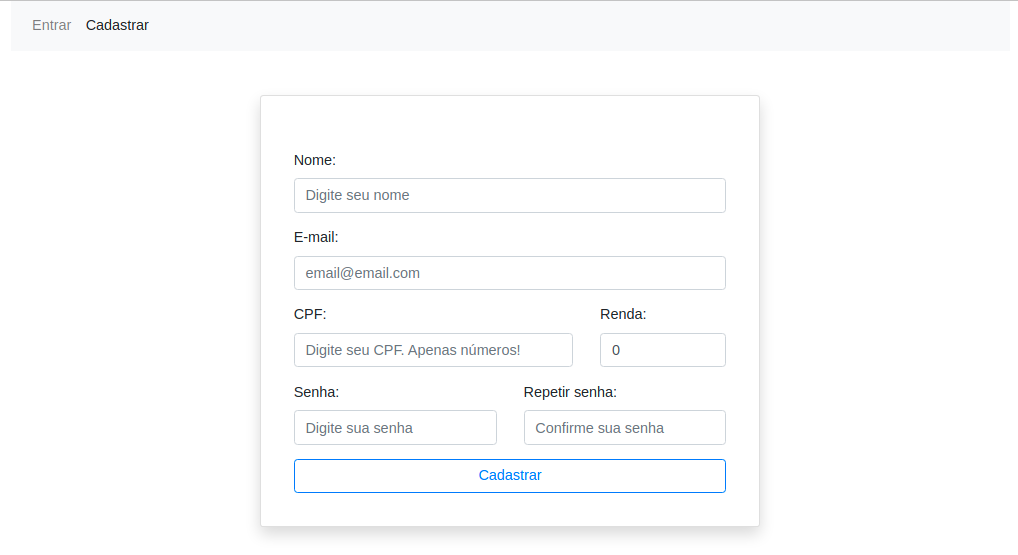 Entrar Cadastrar
Nome:
Digite seu nome
E-mail:
email@email.com
CPF: Renda:
Digite seu CPF. Apenas números! 0
Senha: Repetir senha:
Digite sua senha Confirme sua senha
Cadastrar